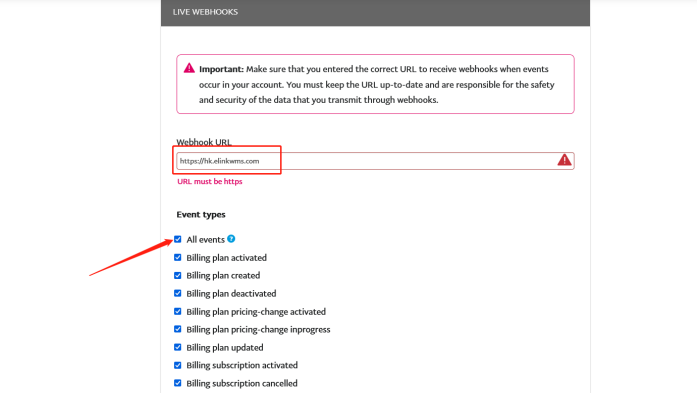 LIVE WEBHOOKS
Important: Make sure that you entered the correct URL to receive webhooks when events
occur in your account. You must keep the URL up-to-date and are responsible for the safety
and security of the data that you transmit through webhooks.
Webhook URL
https://hk.elinkwms.com
URL must be https
Event types
All events ?
Billing plan activated
Billing plan created
Billing plan deactivated
Billing plan pricing-change activated
Billing plan pricing-change inprogress
Billing plan updated
Billing subscription activated
Billing subscription cancelled